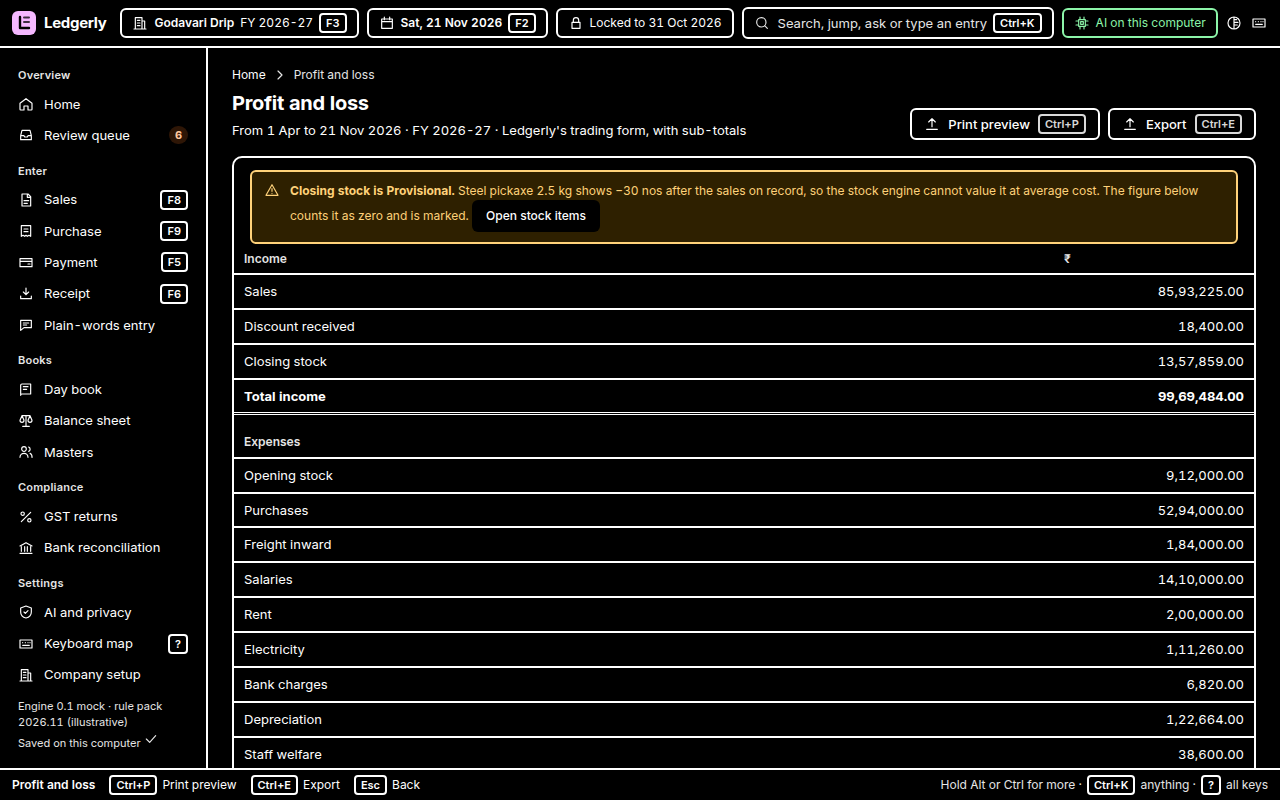 Ledgerly
Godavari Drip FY 2026-27 F3
Sat, 21 Nov 2026 F2
Locked to 31 Oct 2026
Search, jump, ask or type an entry Ctrl+K
AI on this computer
Overview
Home
Review queue 6
Enter
Sales F8
Purchase F9
Payment F5
Receipt F6
Plain-words entry
Books
Day book
Balance sheet
Masters
Compliance
GST returns
Bank reconciliation
Settings
AI and privacy
Keyboard map ?
Company setup
Engine 0.1 mock · rule pack
2026.11 (illustrative)
Saved on this computer
Home > Profit and loss
Profit and loss
From 1 Apr to 21 Nov 2026 · FY 2026-27 · Ledgerly's trading form, with sub-totals
Print preview Ctrl+P
Export Ctrl+E
Closing stock is Provisional. Steel pickaxe 2.5 kg shows −30 nos after the sales on record, so the stock engine cannot value it at average cost. The figure below
counts it as zero and is marked. Open stock items
Income ₹
Sales 85,93,225.00
Discount received 18,400.00
Closing stock 13,57,859.00
Total income 99,69,484.00
Expenses
Opening stock 9,12,000.00
Purchases 52,94,000.00
Freight inward 1,84,000.00
Salaries 14,10,000.00
Rent 2,00,000.00
Electricity 1,11,260.00
Bank charges 6,820.00
Depreciation 1,22,664.00
Staff welfare 38,600.00
Profit and loss Ctrl+P Print preview Ctrl+E Export Esc Back
Hold Alt or Ctrl for more · Ctrl+K anything · ? all keys